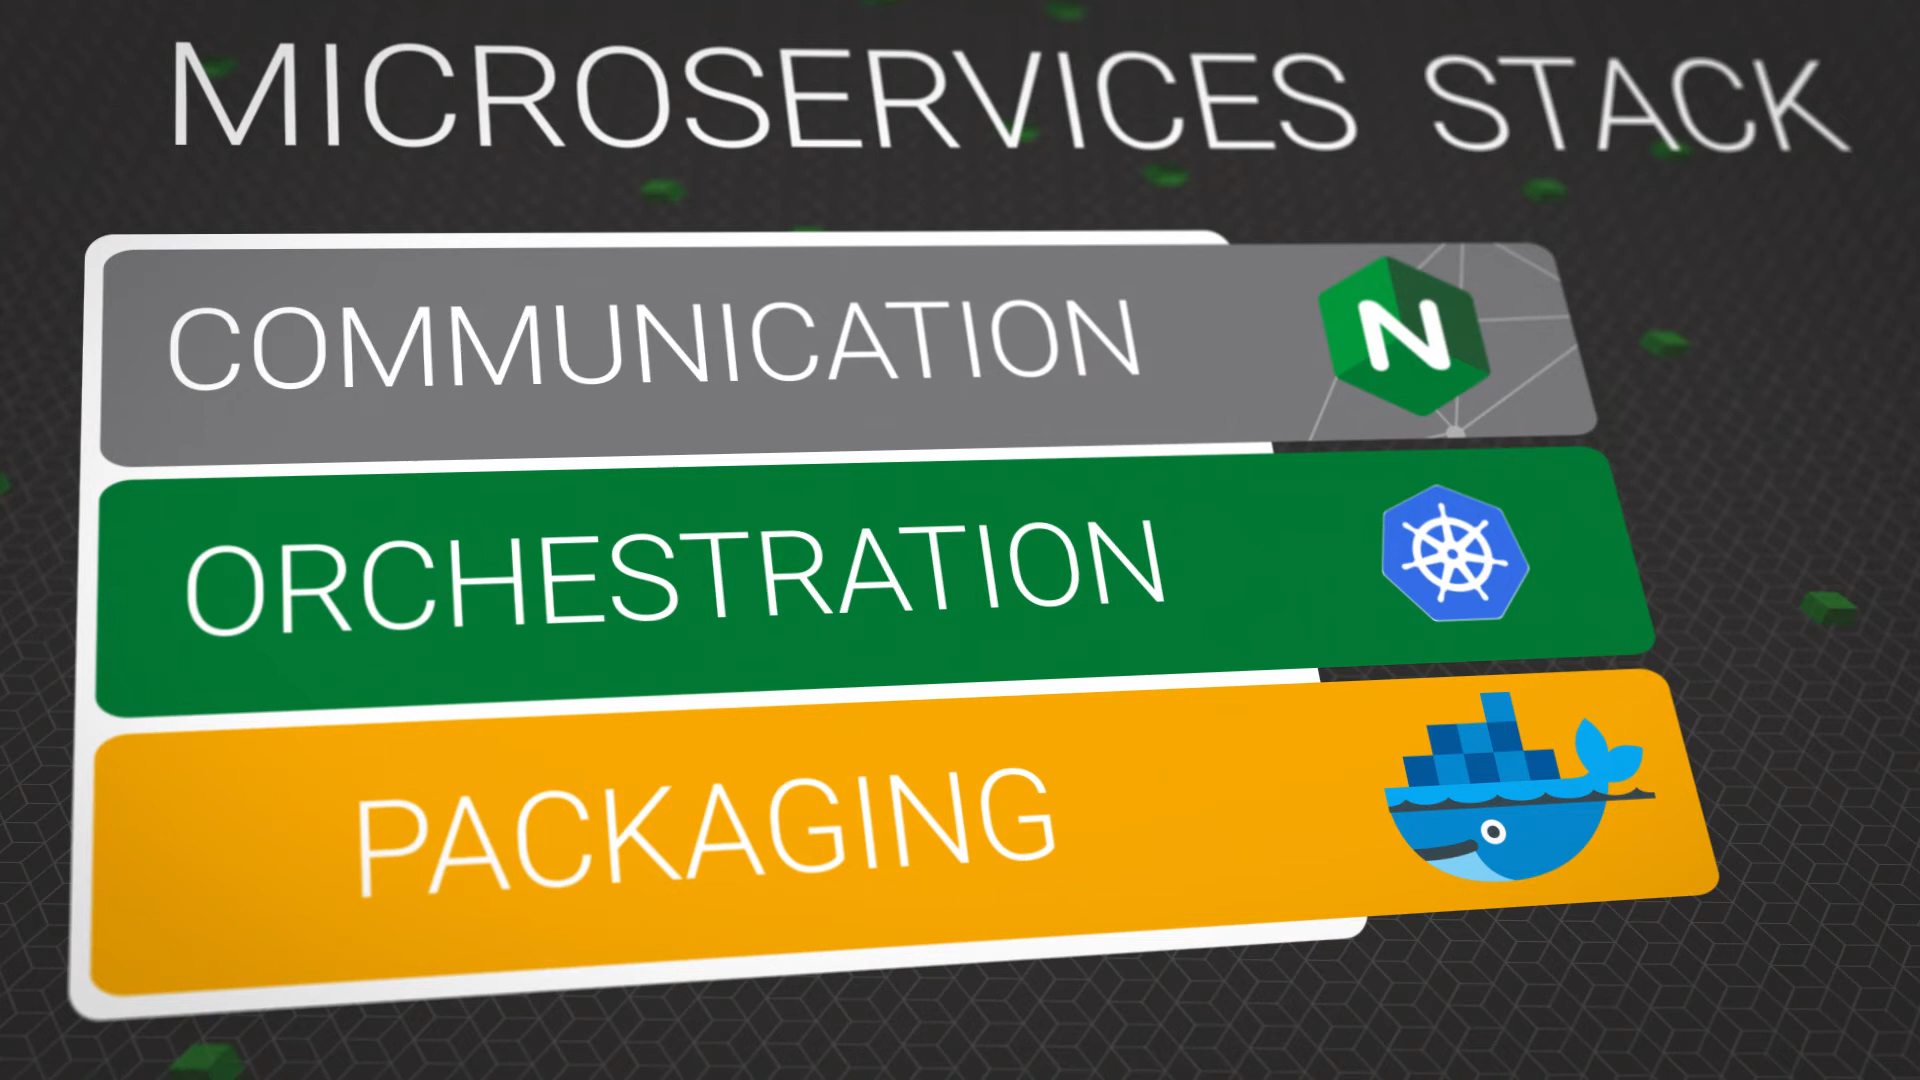 MICROSERVICES STACK
COMMUNICATION
N
ORCHESTRATION
PACKAGING